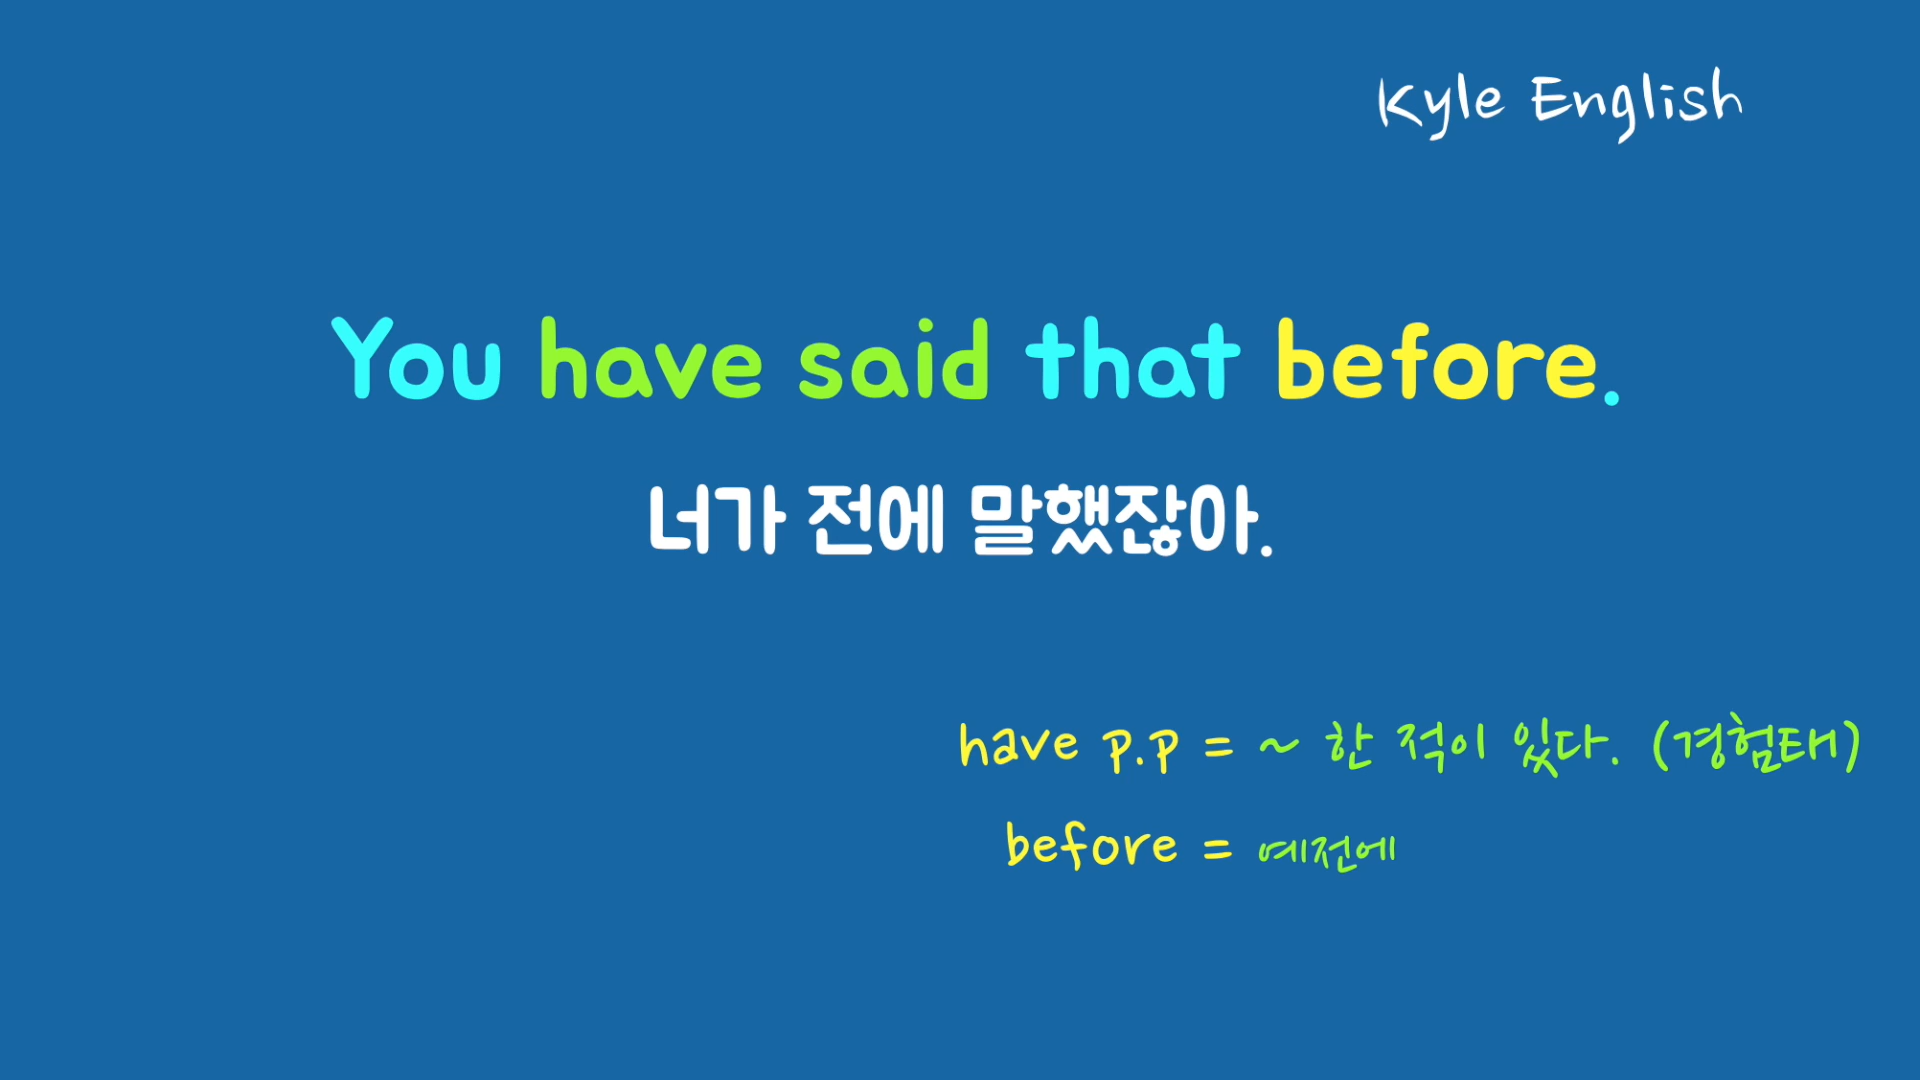 Kyle English
You have said that before.
너가 전에 말했잖아.
have p.p = ~ 한 적이 있다. (경험태)
before = 예전에